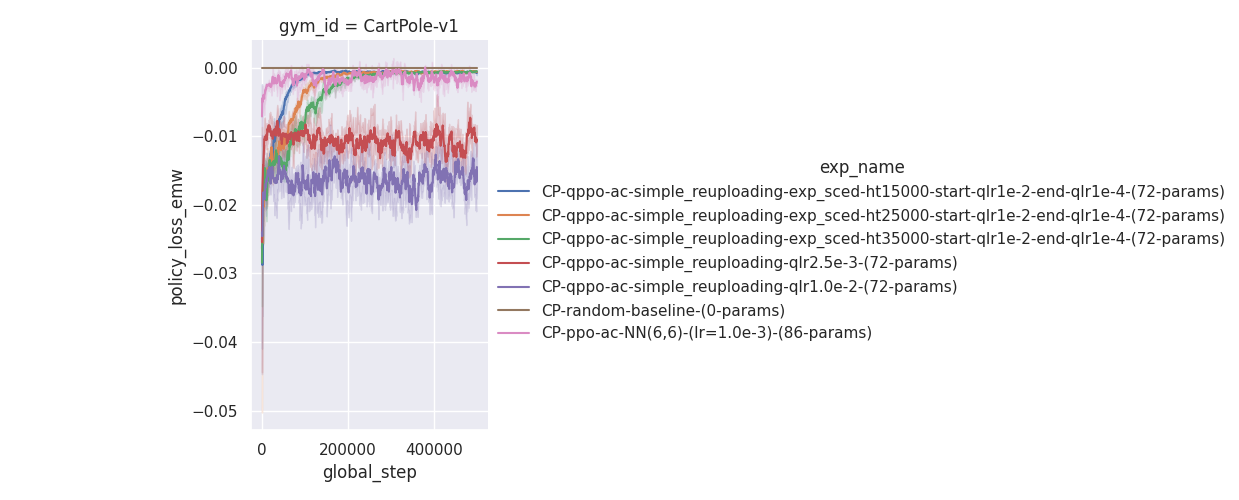 gym_id = CartPole-v1
0.00
−0.01
−0.02
−0.03
−0.04
−0.05
policy_loss_emw
0
200000
400000
global_step
exp_name
CP-qppo-ac-simple_reuploading-exp_sced-ht15000-start-qlr1e-2-end-qlr1e-4-(72-params)
CP-qppo-ac-simple_reuploading-exp_sced-ht25000-start-qlr1e-2-end-qlr1e-4-(72-params)
CP-qppo-ac-simple_reuploading-exp_sced-ht35000-start-qlr1e-2-end-qlr1e-4-(72-params)
CP-qppo-ac-simple_reuploading-qlr2.5e-3-(72-params)
CP-qppo-ac-simple_reuploading-qlr1.0e-2-(72-params)
CP-random-baseline-(0-params)
CP-ppo-ac-NN(6,6)-(lr=1.0e-3)-(86-params)